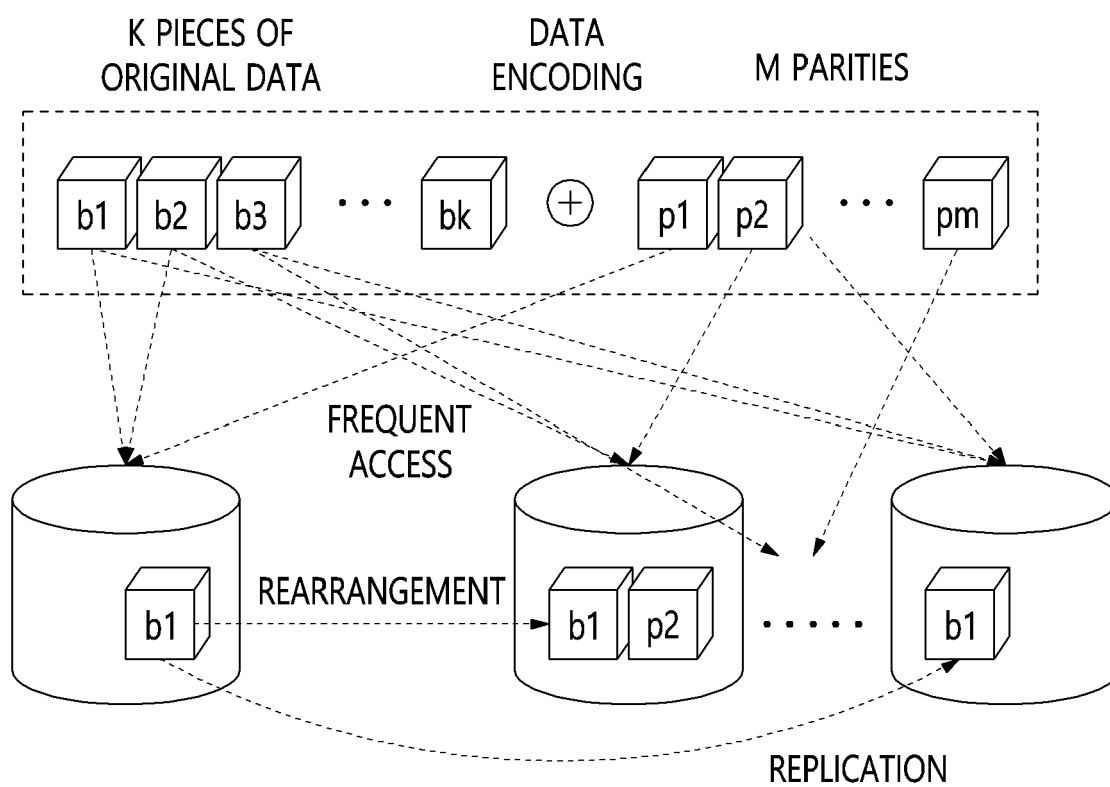 K PIECES OF
ORIGINAL DATA
DATA
ENCODING
M PARITIES
b1 b2 b3 ··· bk + p1 p2 ··· pm
FREQUENT
ACCESS
REARRANGEMENT
b1 b1 p2 ····· b1
REPLICATION